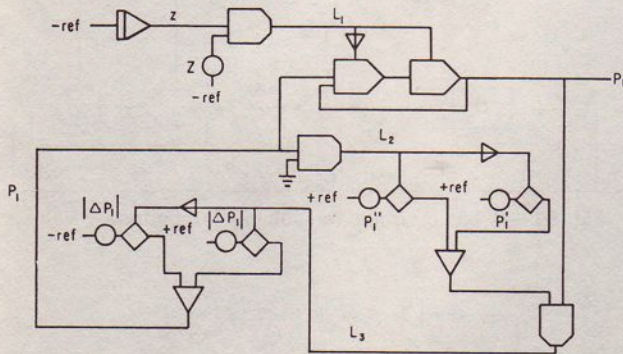 -ref
z
L₁
Z
-ref
P₁
L₂
P₁
|ΔP₁|
+ref
|ΔP₁|
-ref
+ref
P₁''
+ref
P₁'
L₃